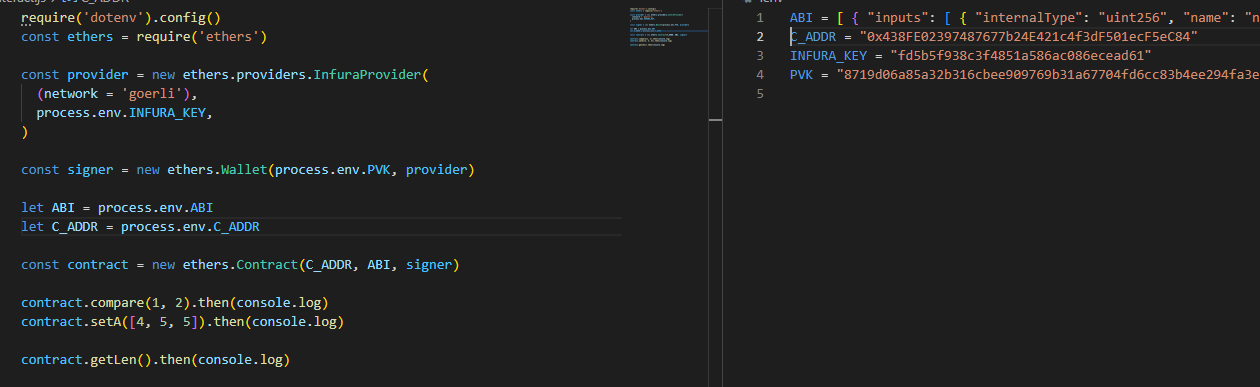 require('dotenv').config()
const ethers = require('ethers')
const provider = new ethers.providers.InfuraProvider(
(network = 'goerli'),
process.env.INFURA_KEY,
)
const signer = new ethers.Wallet(process.env.PVK, provider)
let ABI = process.env.ABI
let C_ADDR = process.env.C_ADDR
const contract = new ethers.Contract(C_ADDR, ABI, signer)
contract.compare(1, 2).then(console.log)
contract.setA([4, 5, 5]).then(console.log)
contract.getLen().then(console.log)
1 ABI = [ { "inputs": [ { "internalType": "uint256", "name": "n
2 C_ADDR = "0x438FE02397487677b24E421c4f3dF501ecF5eC84"
3 INFURA_KEY = "fd5b5f938c3f4851a586ac086ecead61"
4 PVK = "8719d06a85a32b316cbee909769b31a67704fd6cc83b4ee294fa3e
5